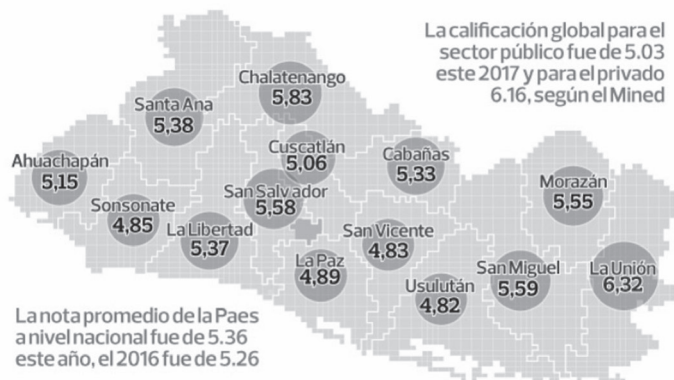 La calificación global para el
sector público fue de 5.03
este 2017 y para el privado
6.16, según el Mined
Chalatenango
5,83
Santa Ana
5,38
Cuscatlán
5,06
Cabañas
5,33
Ahuachapán
5,15
Morazán
5,55
Sonsonate
4,85
San Salvador
5,58
La Libertad
5,37
San Vicente
4,83
La Paz
4,89
Usulután
4,82
San Miguel
5,59
La Unión
6,32
La nota promedio de la Paes
a nivel nacional fue de 5.36
este año, el 2016 fue de 5.26